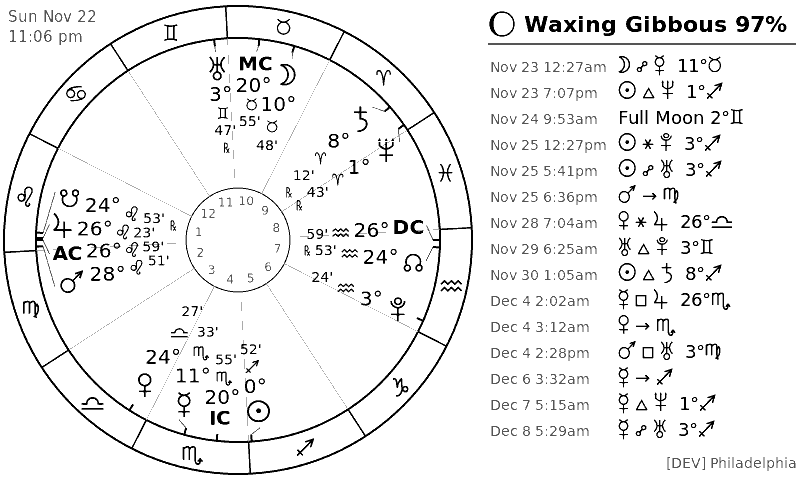 Sun Nov 22
11:06 pm
♊
♉
♈
♓
♒
♑
♐
♏
♎
♍
♌
♋
♅ 3° ♊ 47' ℞
MC 20° ♉ 55'
☽ 10° ♉ 48'
♄ 8° ♈ 12' ℞
♆ 1° ♈ 43' ℞
☋ 24° ♌ 53' ℞
♃ 26° ♌ 23'
AC 26° ♌ 59'
♂ 28° ♌ 51'
59' ♒ 26° DC
℞ 53' ♒ 24° ☊
24' ♒ 3° ⯓
27' ♎ 24° ♀
33' ♏ 11° ☿
55' ♏ 20° IC
52' ♐ 0° ☉
1
2
3
4
5
6
7
8
9
10
11
12
Waxing Gibbous 97%
Nov 23 12:27am ☽ ☍ ☿ 11°♉
Nov 23 7:07pm ☉ △ ♆ 1°♐
Nov 24 9:53am Full Moon 2°♊
Nov 25 12:27pm ☉ ⚹ ⯓ 3°♐
Nov 25 5:41pm ☉ ☍ ♅ 3°♐
Nov 25 6:36pm ♂ → ♍
Nov 28 7:04am ♀ ⚹ ♃ 26°♎
Nov 29 6:25am ♅ △ ⯓ 3°♊
Nov 30 1:05am ☉ △ ♄ 8°♐
Dec 4 2:02am ☿ □ ♃ 26°♏
Dec 4 3:12am ♀ → ♏
Dec 4 2:28pm ♂ □ ♅ 3°♍
Dec 6 3:32am ☿ → ♐
Dec 7 5:15am ☿ △ ♆ 1°♐
Dec 8 5:29am ☿ ☍ ♅ 3°♐
[DEV] Philadelphia